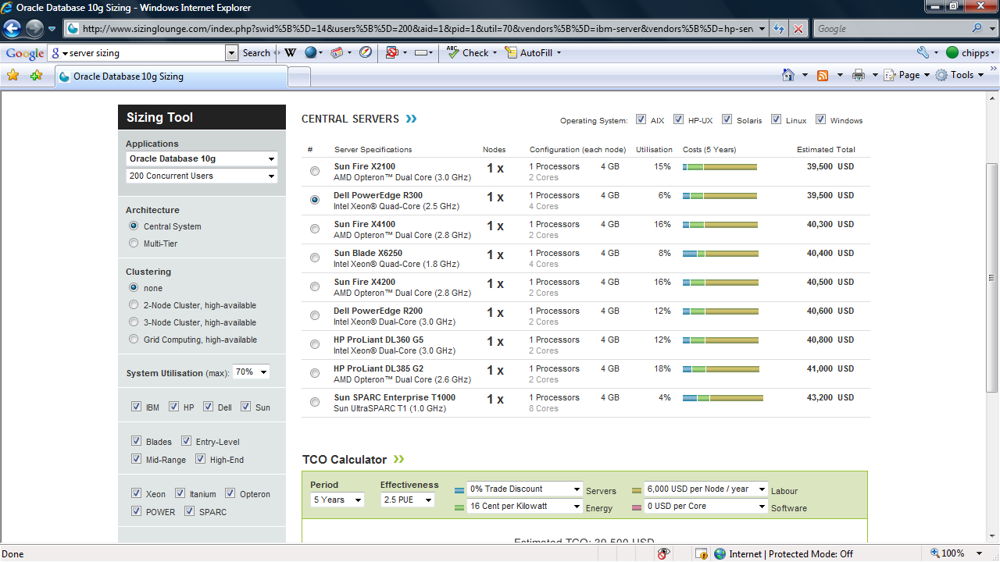 Oracle Database 10g Sizing - Windows Internet Explorer
http://www.sizinglounge.com/index.php?swid%5B%5D=14&users%5B%5D=200&aid=1&pid=1&util=70&vendors%5B%5D=ibm-server&vendors%5B%5D=hp-serv
Google
Google server sizing Search W ABC Check AutoFill chipps
Oracle Database 10g Sizing Page Tools
Sizing Tool
Applications
Oracle Database 10g
200 Concurrent Users
Architecture
Central System
Multi-Tier
Clustering
none
2-Node Cluster, high-available
3-Node Cluster, high-available
Grid Computing, high-available
System Utilisation (max): 70%
IBM HP Dell Sun
Blades Entry-Level
Mid-Range High-End
Xeon Itanium Opteron
POWER SPARC
CENTRAL SERVERS Operating System: AIX HP-UX Solaris Linux Windows
# Server Specifications Nodes Configuration (each node) Utilisation Costs (5 Years) Estimated Total
Sun Fire X2100 1 x 1 Processors 4 GB 15% 39,500 USD
AMD Opteron™ Dual Core (3.0 GHz) 2 Cores
Dell PowerEdge R300 1 x 1 Processors 4 GB 6% 39,500 USD
Intel Xeon® Quad-Core (2.5 GHz) 4 Cores
Sun Fire X4100 1 x 1 Processors 4 GB 16% 40,300 USD
AMD Opteron™ Dual Core (2.8 GHz) 2 Cores
Sun Blade X6250 1 x 1 Processors 4 GB 8% 40,400 USD
Intel Xeon® Quad-Core (1.8 GHz) 4 Cores
Sun Fire X4200 1 x 1 Processors 4 GB 16% 40,500 USD
AMD Opteron™ Dual Core (2.8 GHz) 2 Cores
Dell PowerEdge R200 1 x 1 Processors 4 GB 12% 40,600 USD
Intel Xeon® Dual-Core (3.0 GHz) 2 Cores
HP ProLiant DL360 G5 1 x 1 Processors 4 GB 12% 40,800 USD
Intel Xeon® Dual-Core (3.0 GHz) 2 Cores
HP ProLiant DL385 G2 1 x 1 Processors 4 GB 18% 41,000 USD
AMD Opteron™ Dual Core (2.6 GHz) 2 Cores
Sun SPARC Enterprise T1000 1 x 1 Processors 4 GB 4% 43,200 USD
Sun UltraSPARC T1 (1.0 GHz) 8 Cores
TCO Calculator
Period Effectiveness
0% Trade Discount Servers 6,000 USD per Node / year Labour
5 Years 2.5 PUE
16 Cent per Kilowatt Energy 0 USD per Core Software
Estimated TCO: 39,500 USD
Done Internet | Protected Mode: Off 100%